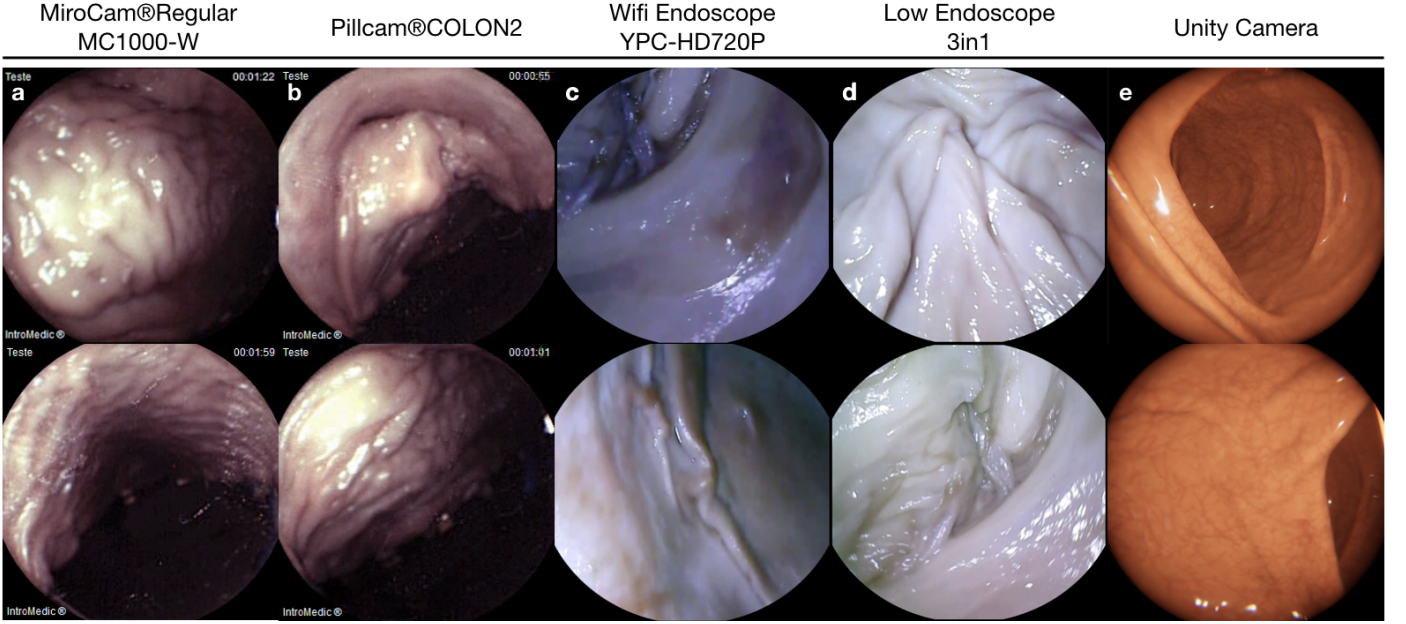 MiroCam®Regular
MC1000-W
Pillcam®COLON2
Wifi Endoscope
YPC-HD720P
Low Endoscope
3in1
Unity Camera
Teste 00:01:22
Teste 00:00:55
a
b
c
d
e
IntroMedic ®
IntroMedic ®
Teste 00:01:59
Teste 00:01:01
IntroMedic ®
IntroMedic ®